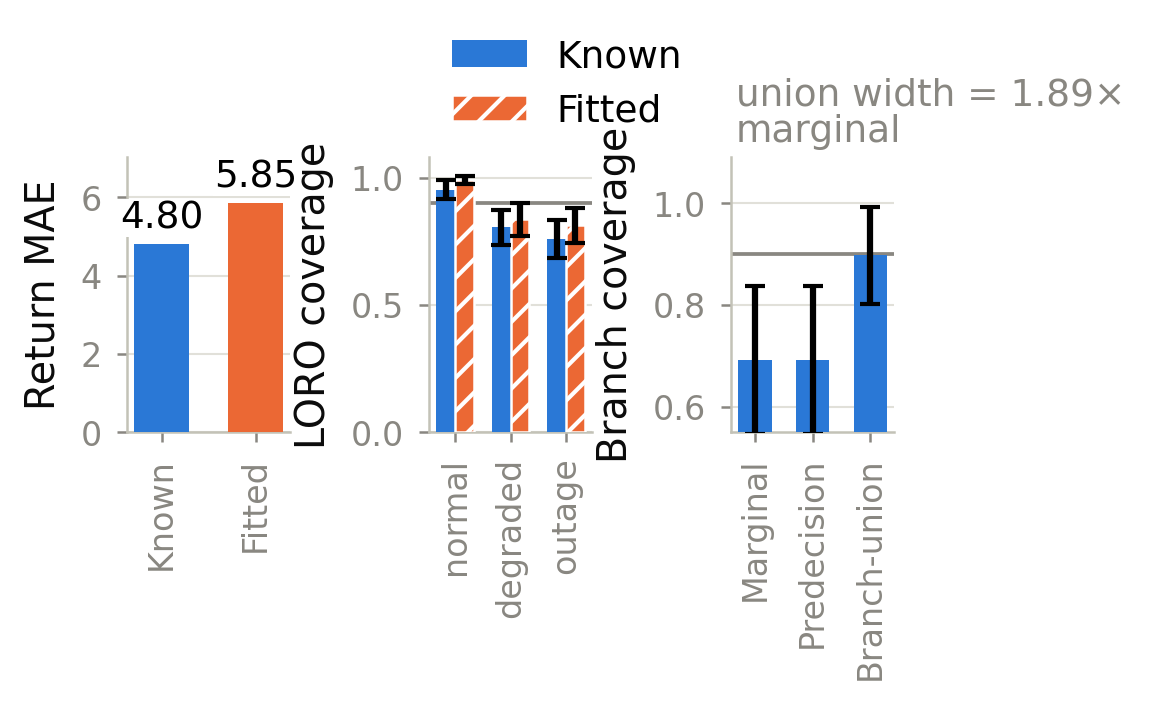 Known
Fitted
union width = 1.89×
marginal
Return MAE
6
4
2
0
4.80
5.85
Known
Fitted
LORO coverage
1.0
0.5
0.0
normal
degraded
outage
Branch coverage
1.0
0.8
0.6
Marginal
Predecision
Branch-union